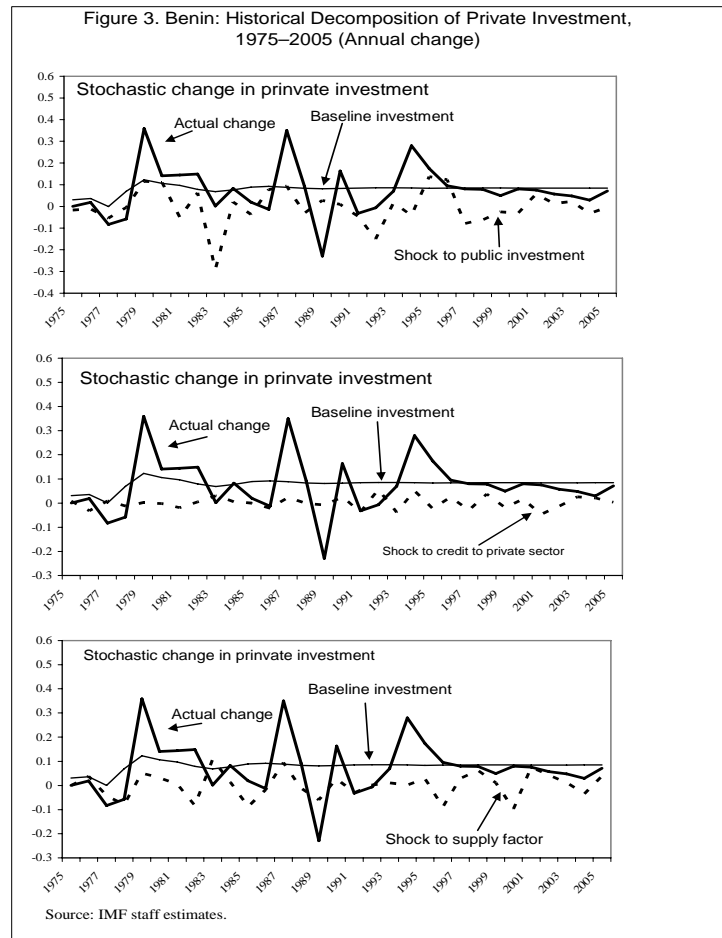 Figure 3. Benin: Historical Decomposition of Private Investment,
1975–2005 (Annual change)
Stochastic change in prinvate investment
0.6
0.5
0.4
0.3
0.2
0.1
0
-0.1
-0.2
-0.3
-0.4
Actual change
Baseline investment
Shock to public investment
1975 1977 1979 1981 1983 1985 1987 1989 1991 1993 1995 1997 1999 2001 2003 2005
Stochastic change in prinvate investment
0.6
0.5
0.4
0.3
0.2
0.1
0
-0.1
-0.2
-0.3
Actual change
Baseline investment
Shock to credit to private sector
1975 1977 1979 1981 1983 1985 1987 1989 1991 1993 1995 1997 1999 2001 2003 2005
Stochastic change in prinvate investment
0.6
0.5
0.4
0.3
0.2
0.1
0
-0.1
-0.2
-0.3
Actual change
Baseline investment
Shock to supply factor
1975 1977 1979 1981 1983 1985 1987 1989 1991 1993 1995 1997 1999 2001 2003 2005
Source: IMF staff estimates.